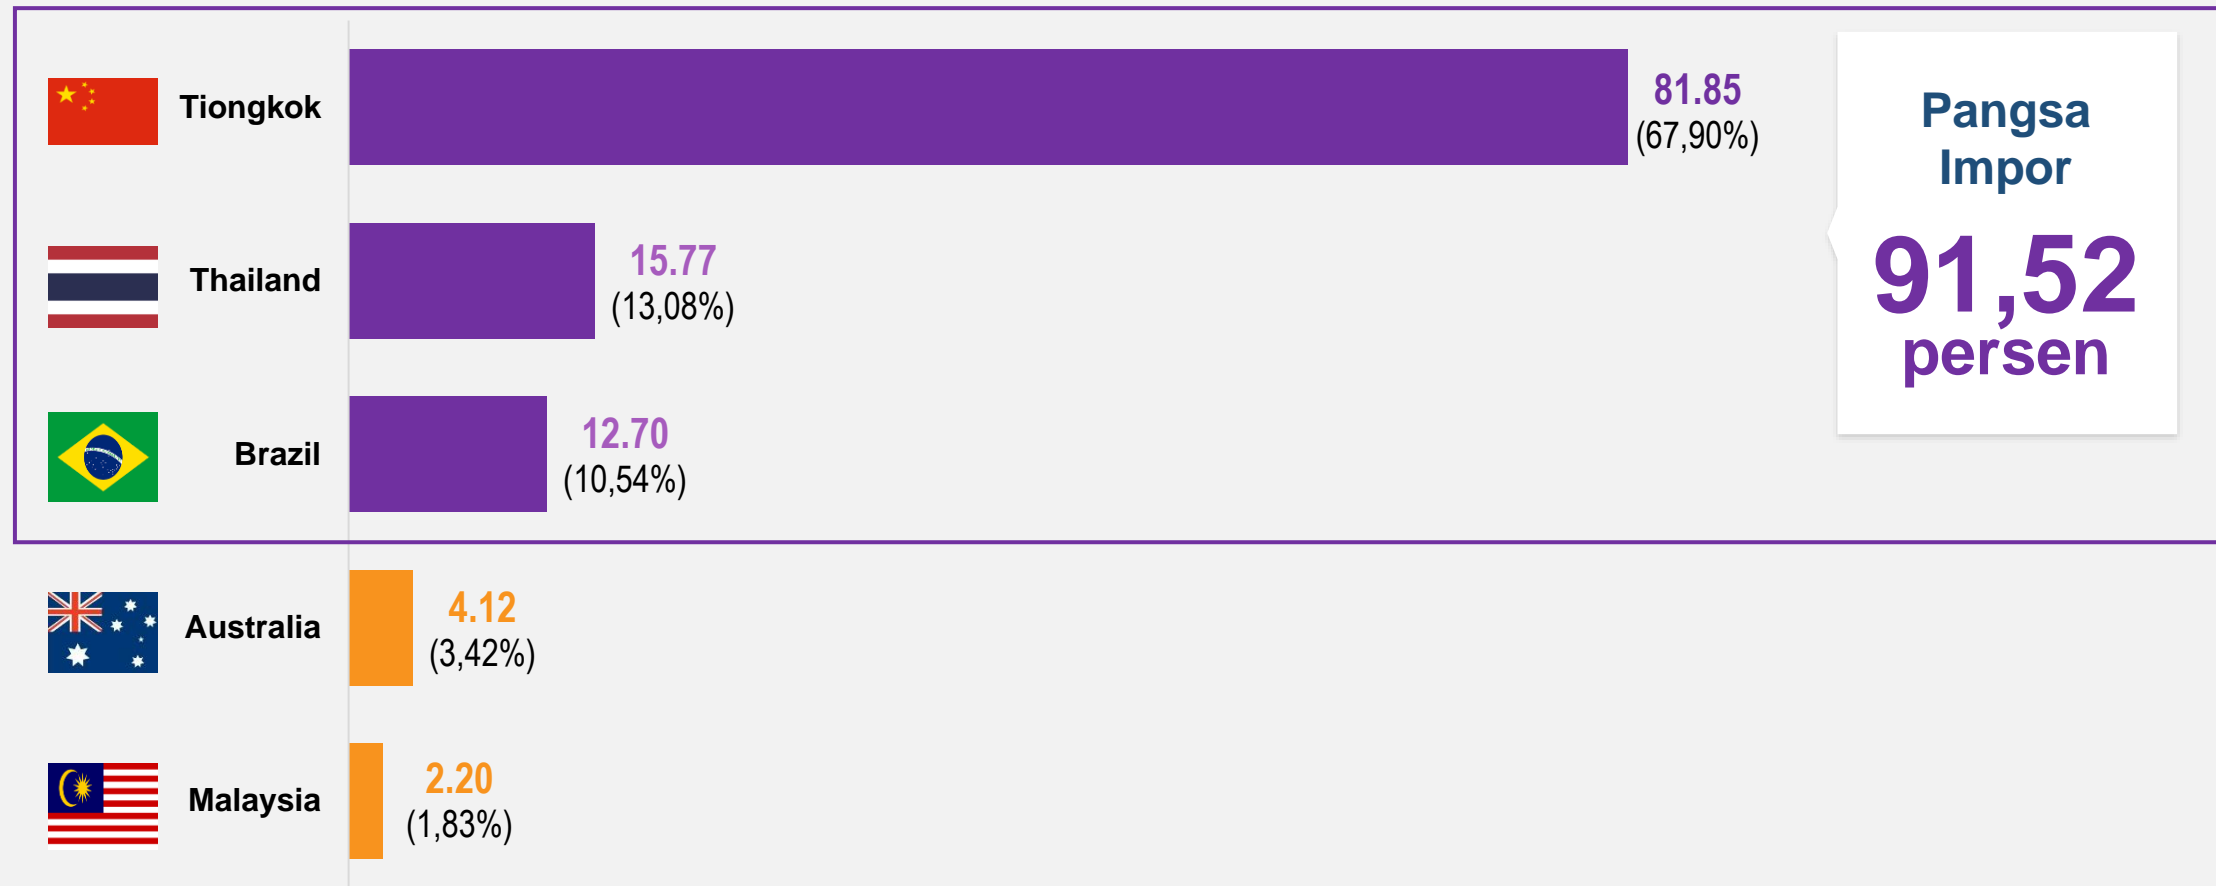 Tiongkok
81.85
(67,90%)
Thailand
15.77
(13,08%)
Brazil
12.70
(10,54%)
Australia
4.12
(3,42%)
Malaysia
2.20
(1,83%)
Pangsa
Impor
91,52
persen